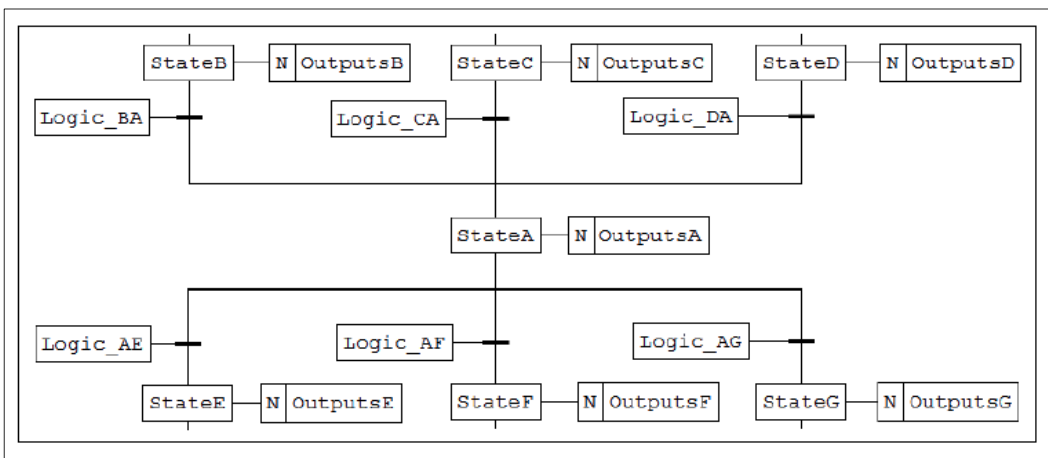 StateB N OutputsB StateC N OutputsC StateD N OutputsD
Logic_BA Logic_CA Logic_DA
StateA N OutputsA
Logic_AE Logic_AF Logic_AG
StateE N OutputsE StateF N OutputsF StateG N OutputsG